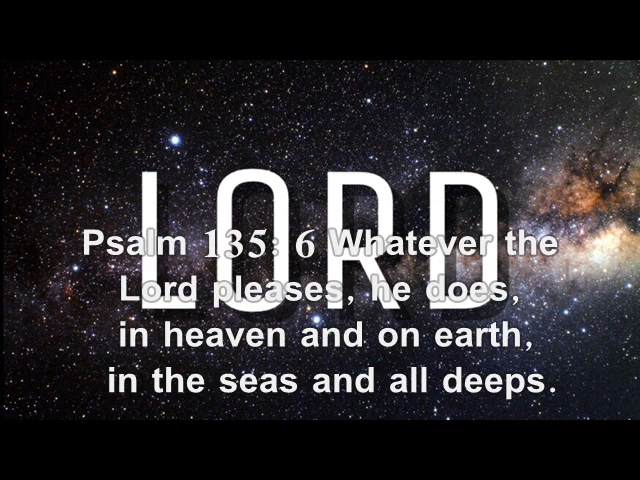 LORD
Psalm 135: 6 Whatever the
Lord pleases, he does,
in heaven and on earth,
in the seas and all deeps.